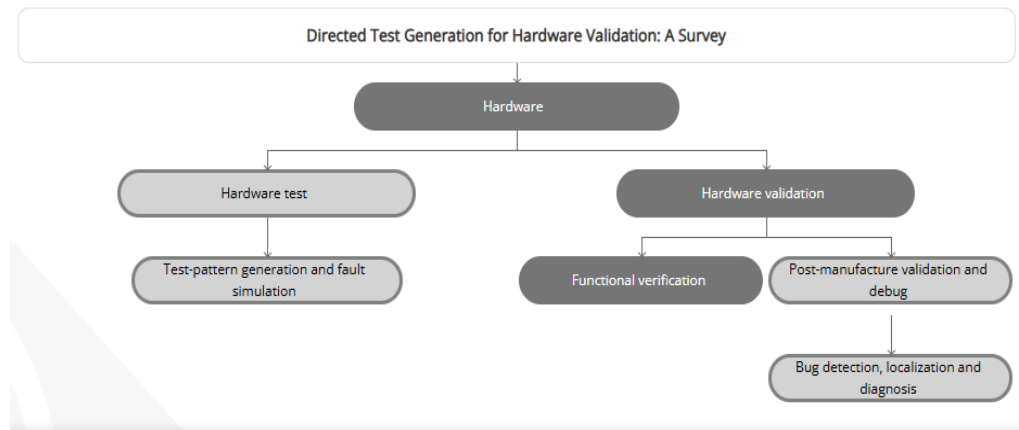 Directed Test Generation for Hardware Validation: A Survey
Hardware
Hardware test
Hardware validation
Test-pattern generation and fault
simulation
Functional verification
Post-manufacture validation and
debug
Bug detection, localization and
diagnosis